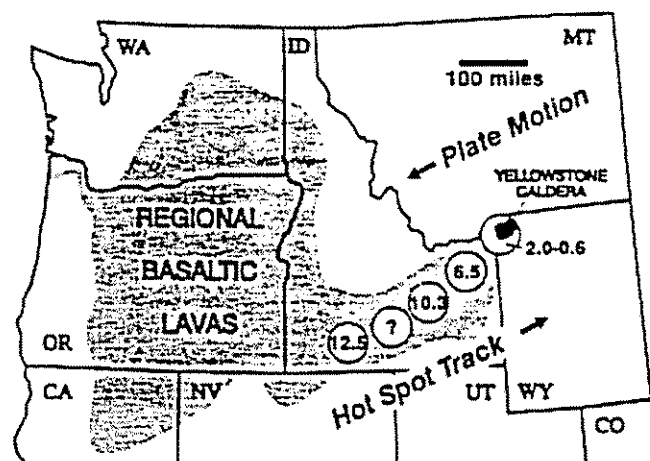 WA
ID
MT
100 miles
Plate Motion
YELLOWSTONE
CALDERA
REGIONAL
BASALTIC
LAVAS
2.0-0.6
6.5
10.3
?
12.5
OR
Hot Spot Track
CA
NV
UT
WY
CO